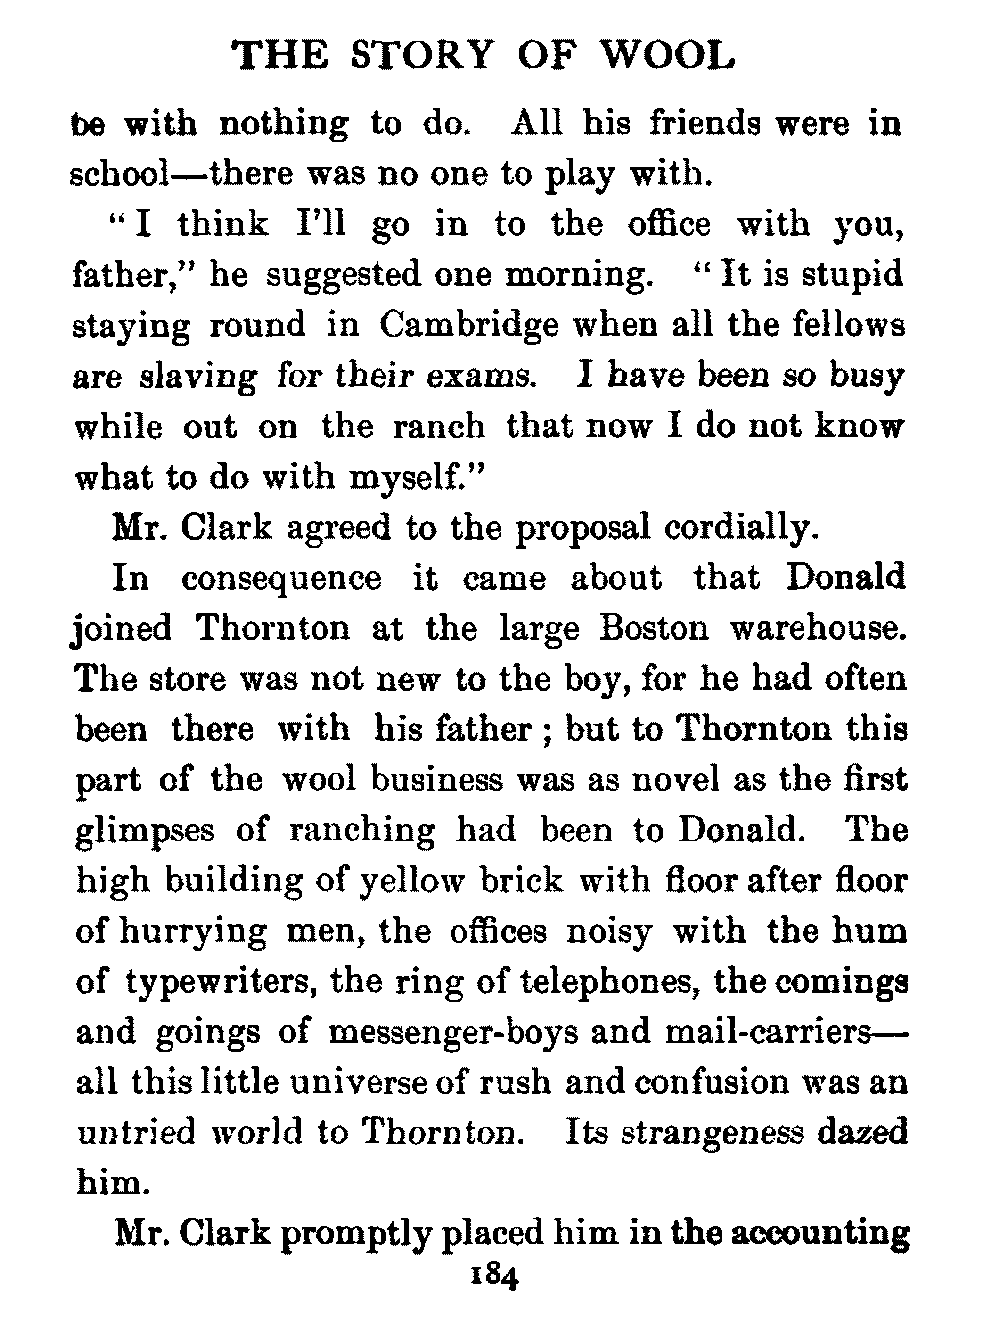 THE STORY OF WOOL
be with nothing to do. All his friends were in
school—there was no one to play with.
“ I think I’ll go in to the office with you,
father,” he suggested one morning. “ It is stupid
staying round in Cambridge when all the fellows
are slaving for their exams. I have been so busy
while out on the ranch that now I do not know
what to do with myself.”
Mr. Clark agreed to the proposal cordially.
In consequence it came about that Donald
joined Thornton at the large Boston warehouse.
The store was not new to the boy, for he had often
been there with his father ; but to Thornton this
part of the wool business was as novel as the first
glimpses of ranching had been to Donald. The
high building of yellow brick with floor after floor
of hurrying men, the offices noisy with the hum
of typewriters, the ring of telephones, the comings
and goings of messenger-boys and mail-carriers—
all this little universe of rush and confusion was an
untried world to Thornton. Its strangeness dazed
him.
Mr. Clark promptly placed him in the accounting
184